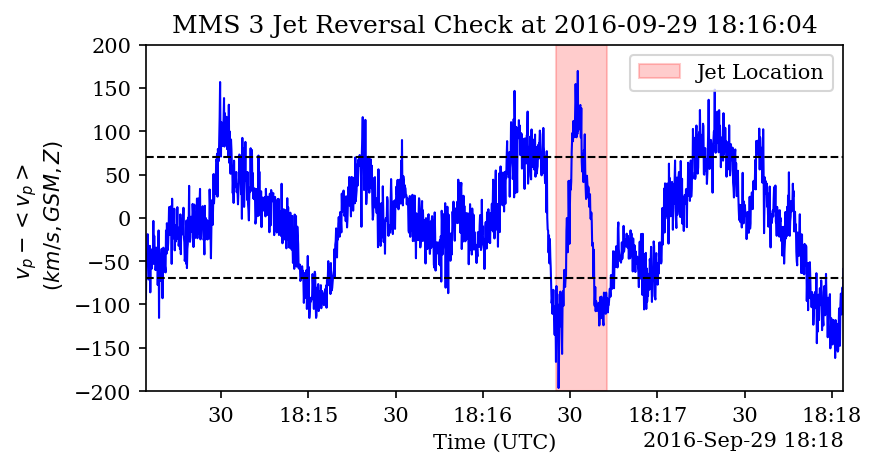 MMS 3 Jet Reversal Check at 2016-09-29 18:16:04
200
150
100
50
0
−50
−100
−150
−200
v_p − < v_p >
(km/s, GSM, Z)
Jet Location
30 18:15 30 18:16 30 18:17 30 18:18
Time (UTC)
2016-Sep-29 18:18